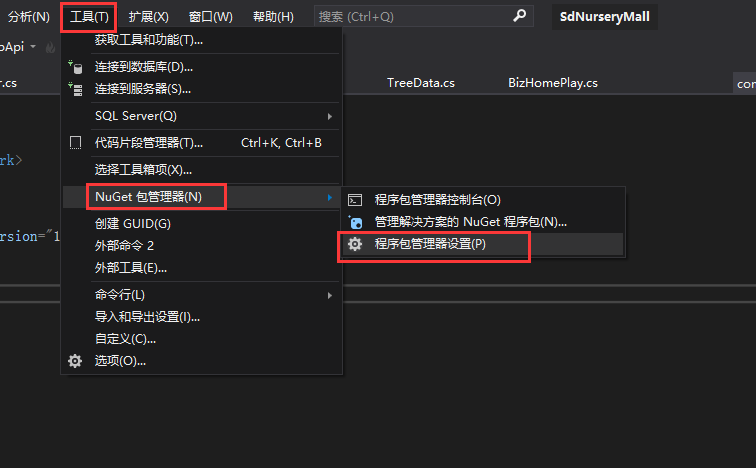 分析(N) 工具(T) 扩展(X) 窗口(W) 帮助(H) 搜索 (Ctrl+Q) SdNurseryMall
oApi
获取工具和功能(T)...
连接到数据库(D)...
r.cs TreeData.cs BizHomePlay.cs con
连接到服务器(S)...
SQL Server(Q)
代码片段管理器(T)... Ctrl+K, Ctrl+B
rk>
选择工具箱项(X)...
NuGet 包管理器(N) 程序包管理器控制台(O)
创建 GUID(G) 管理解决方案的 NuGet 程序包(N)...
ersion="1
外部命令 2 程序包管理器设置(P)
外部工具(E)...
命令行(L)
导入和导出设置(I)...
自定义(C)...
选项(O)...